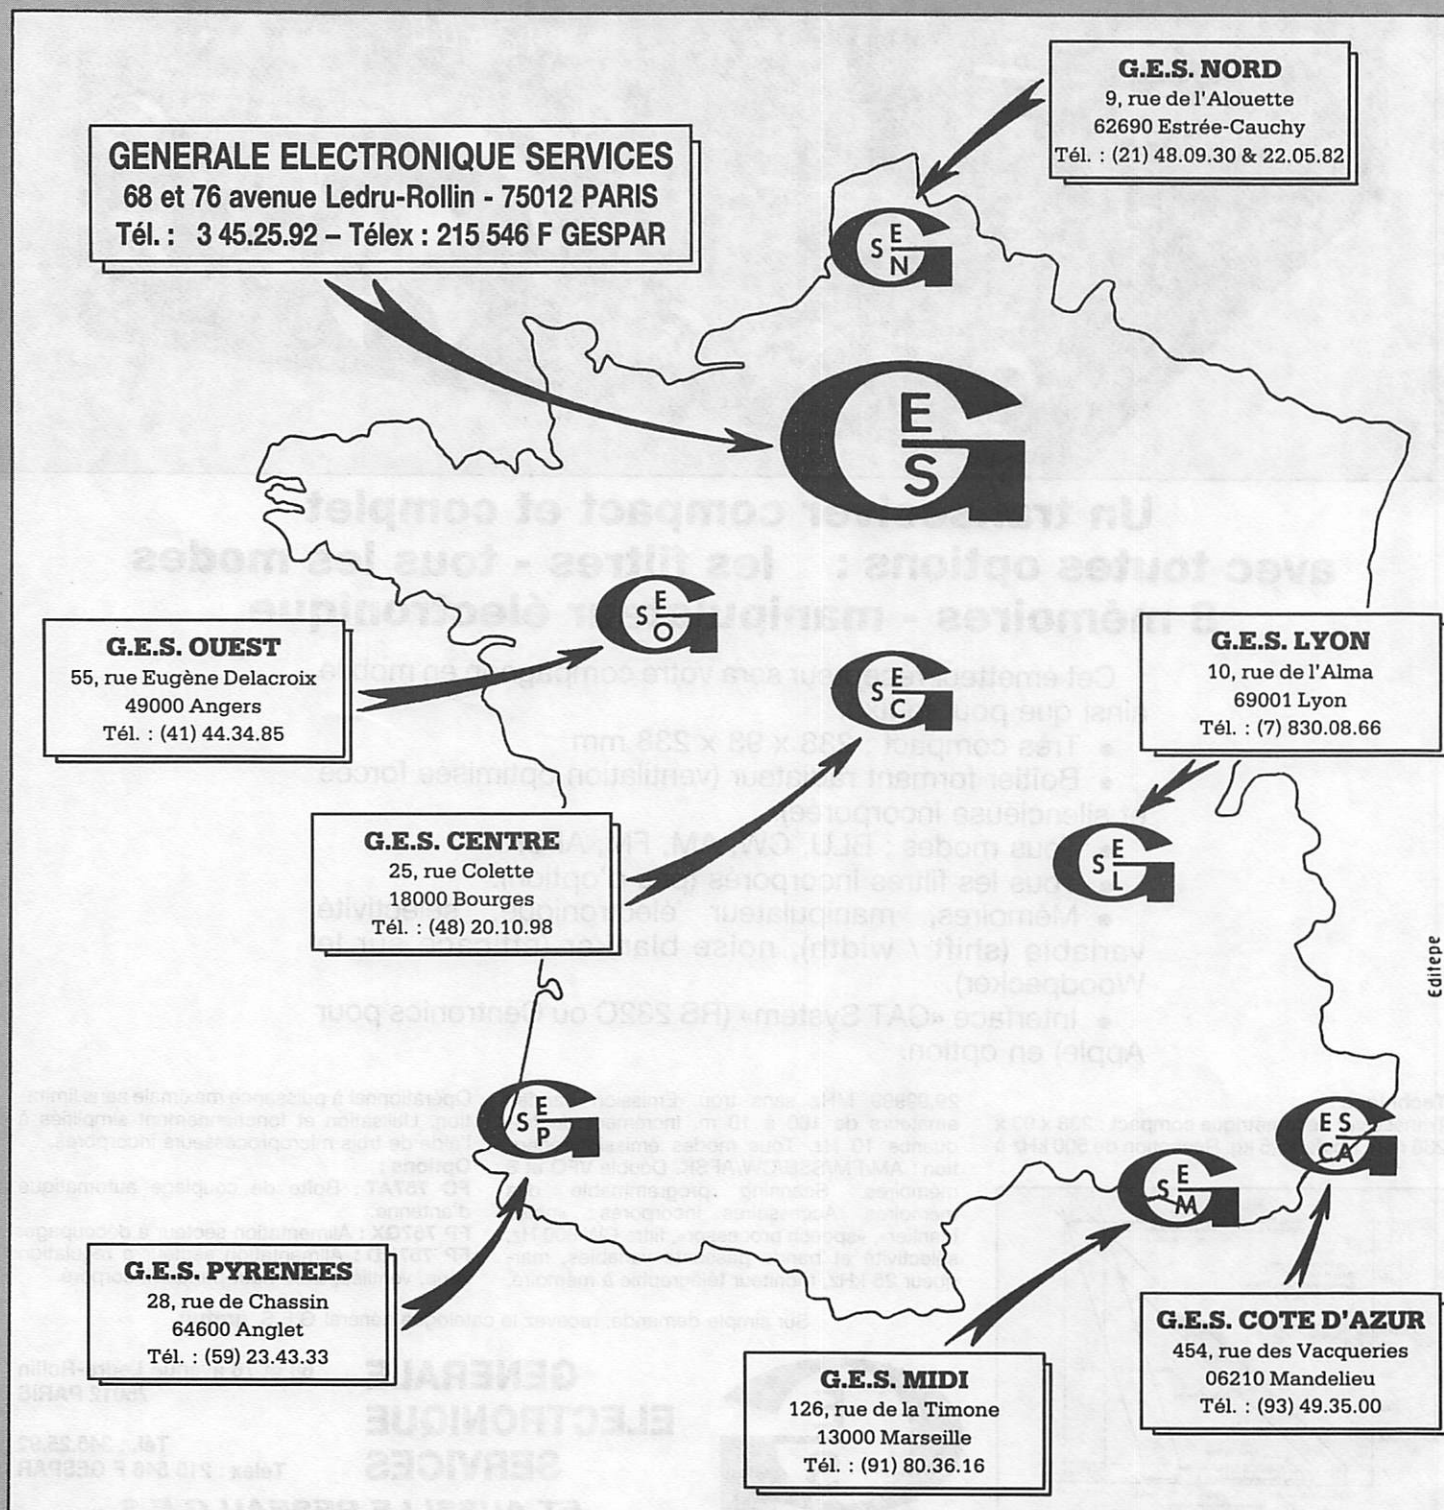 G.E.S. NORD
9, rue de l'Alouette
62690 Estrée-Cauchy
Tél. : (21) 48.09.30 & 22.05.82
GENERALE ELECTRONIQUE SERVICES
68 et 76 avenue Ledru-Rollin - 75012 PARIS
Tél. : 3 45.25.92 – Télex : 215 546 F GESPAR
G E S N
G E S
G.E.S. OUEST
55, rue Eugène Delacroix
49000 Angers
Tél. : (41) 44.34.85
G E S O
G E S C
G.E.S. LYON
10, rue de l'Alma
69001 Lyon
Tél. : (7) 830.08.66
G.E.S. CENTRE
25, rue Colette
18000 Bourges
Tél. : (48) 20.10.98
G E S L
Editepe
G E S P
G E S CA
G E S M
G.E.S. PYRENEES
28, rue de Chassin
64600 Anglet
Tél. : (59) 23.43.33
G.E.S. MIDI
126, rue de la Timone
13000 Marseille
Tél. : (91) 80.36.16
G.E.S. COTE D'AZUR
454, rue des Vacqueries
06210 Mandelieu
Tél. : (93) 49.35.00